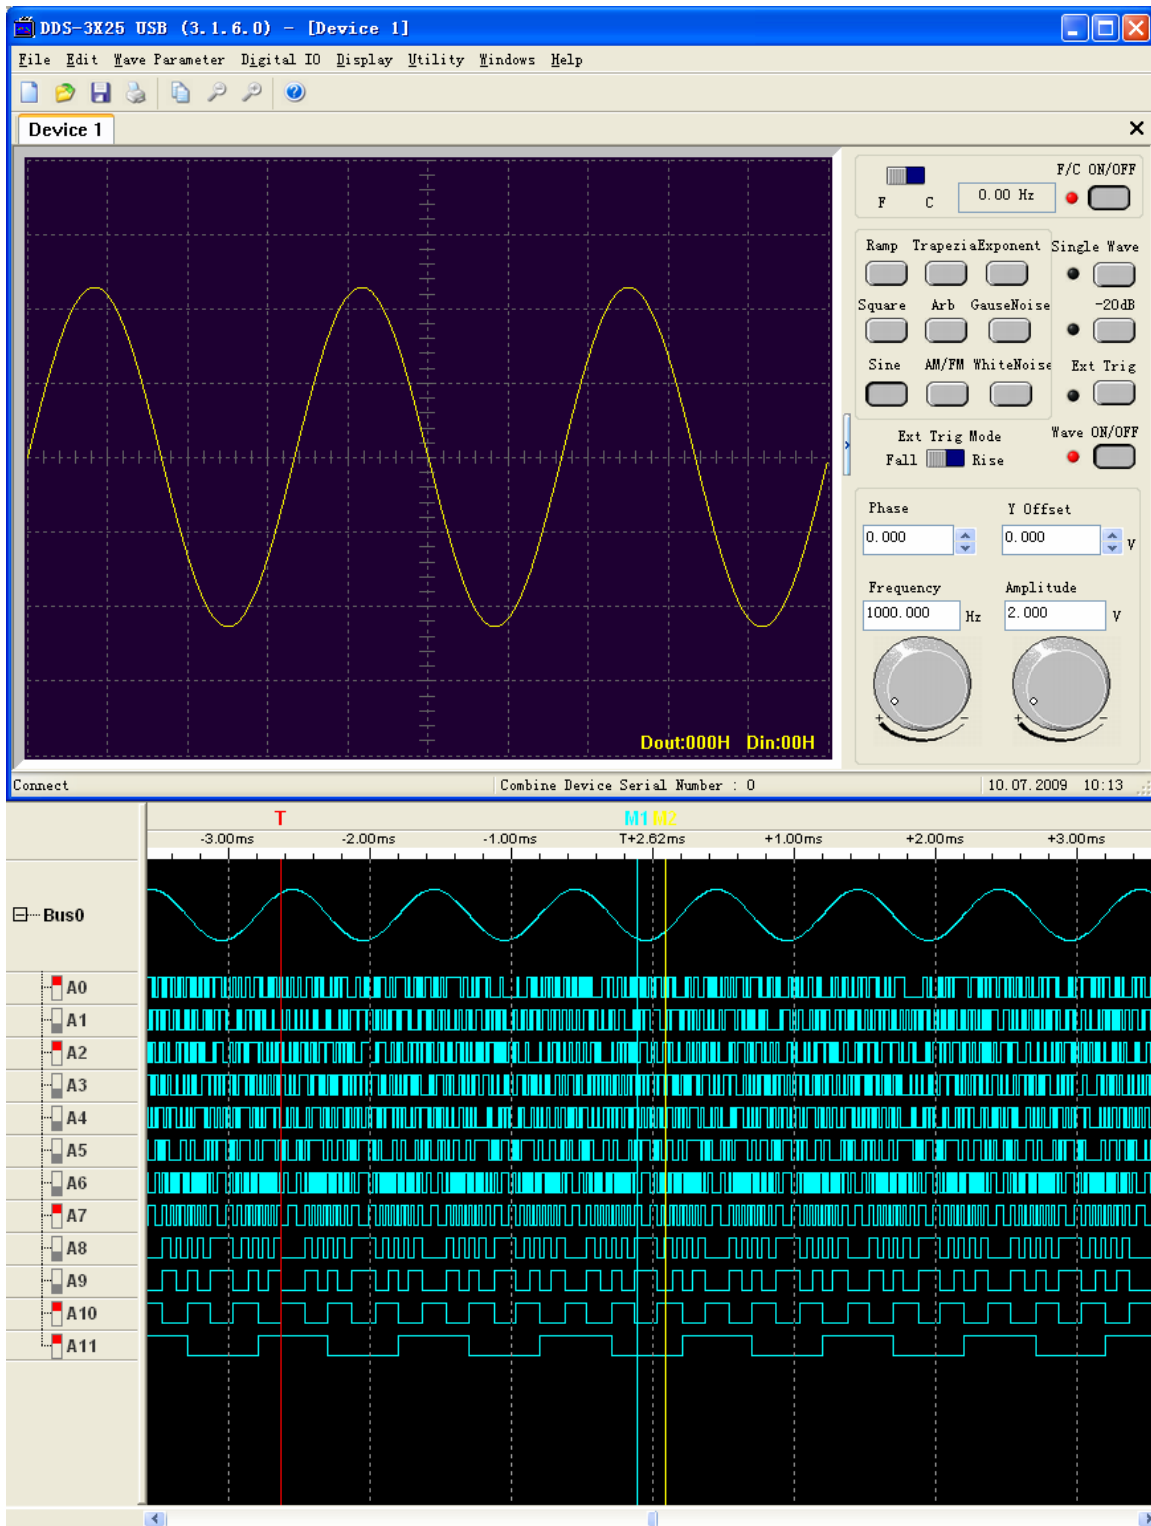 DDS-3X25 USB (3.1.6.0) - [Device 1]
File Edit Wave Parameter Digital IO Display Utility Windows Help
Device 1
F/C ON/OFF
F C 0.00 Hz
Ramp Trapezia Exponent Single Wave
Square Arb GauseNoise -20dB
Sine AM/FM WhiteNoise Ext Trig
Ext Trig Mode Wave ON/OFF
Fall Rise
Phase Y Offset
0.000 0.000 V
Frequency Amplitude
1000.000 Hz 2.000 V
+ - + -
Dout:000H Din:00H
Connect Combine Device Serial Number : 0 10.07.2009 10:13
T M1 M2
-3.00ms -2.00ms -1.00ms T+2.62ms +1.00ms +2.00ms +3.00ms
Bus0
A0
A1
A2
A3
A4
A5
A6
A7
A8
A9
A10
A11